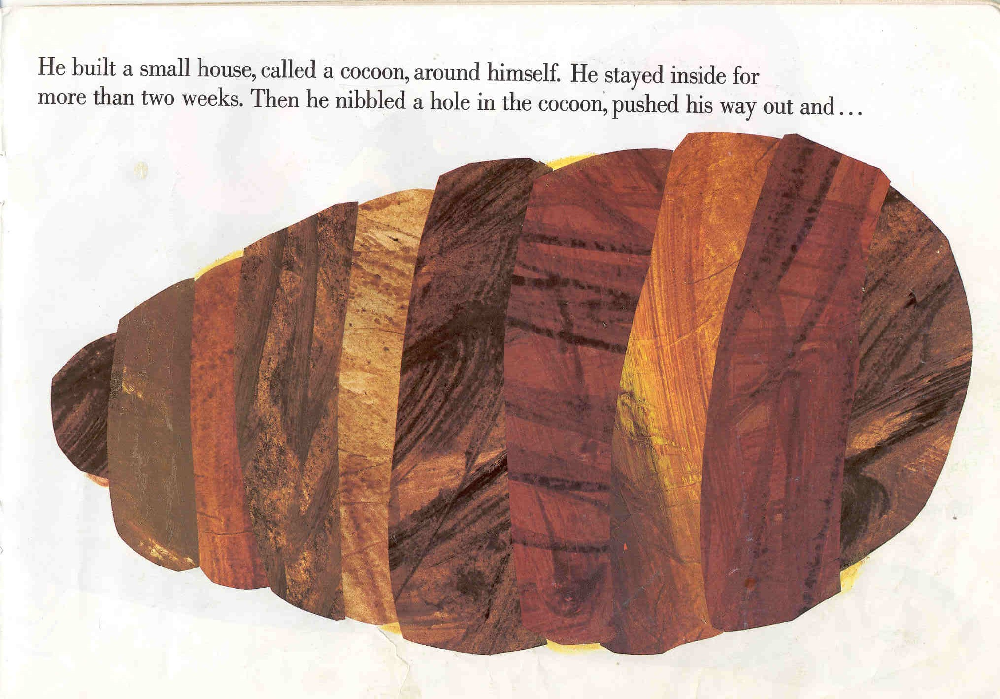 He built a small house, called a cocoon, around himself. He stayed inside for
more than two weeks. Then he nibbled a hole in the cocoon, pushed his way out and...